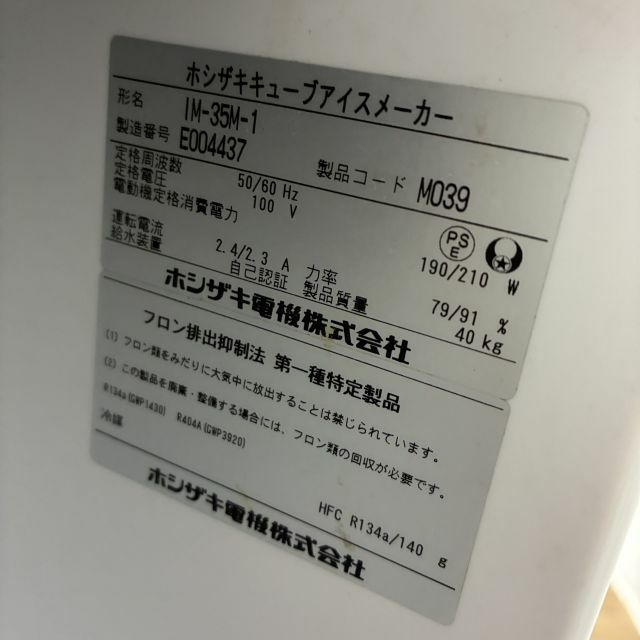 ホシザキキューブアイスメーカー
形名 IM-35M-1
製造番号 E004437 製品コード M039
定格周波数 50/60 Hz
定格電圧 100 V
電動機定格消費電力 190/210 W
PS E
運転電流 2.4/2.3 A 力率 79/91 %
給水装置 自己認証 製品質量 40 kg
ホシザキ電機株式会社
フロン排出抑制法 第一種特定製品
(1) フロン類をみだりに大気中に放出することは禁じられています。
(2) この製品を廃棄・整備する場合には、フロン類の回収が必要です。
R134a(GWP1430) R404A(GWP3920)
冷媒 HFC R134a/140 g
ホシザキ電機株式会社